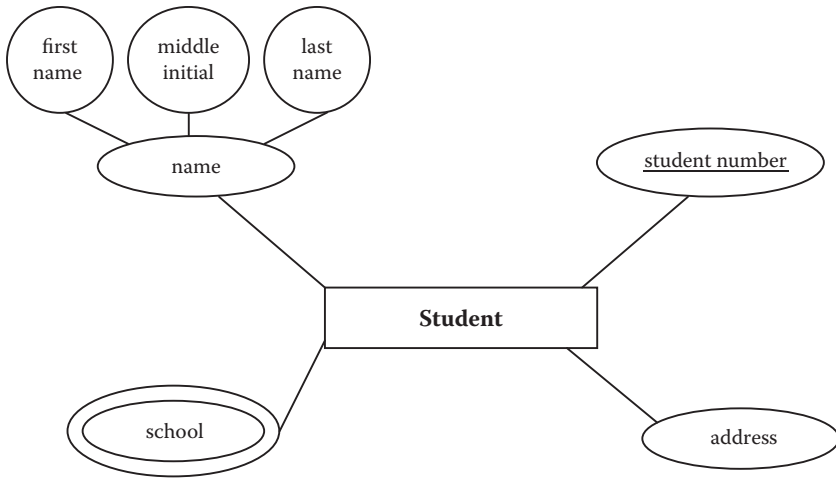 first
name
middle
initial
last
name
name
student number
Student
school
address